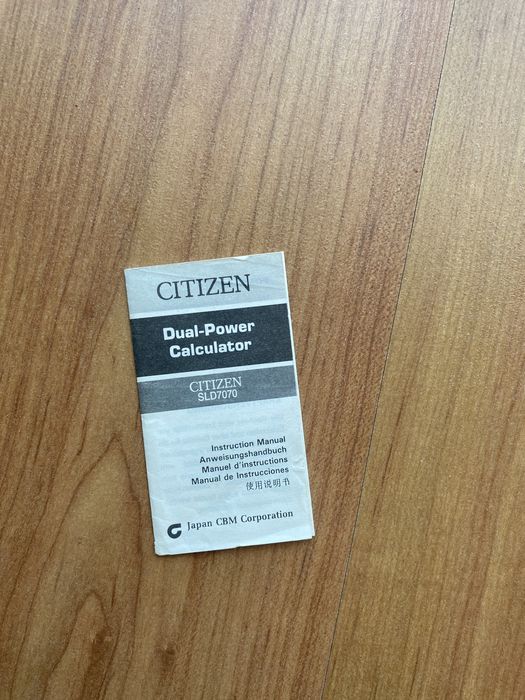 CITIZEN
Dual-Power
Calculator
CITIZEN
SLD7070
Instruction Manual
Anweisungshandbuch
Manuel d'instructions
Manual de Instrucciones
使用说明书
Japan CBM Corporation